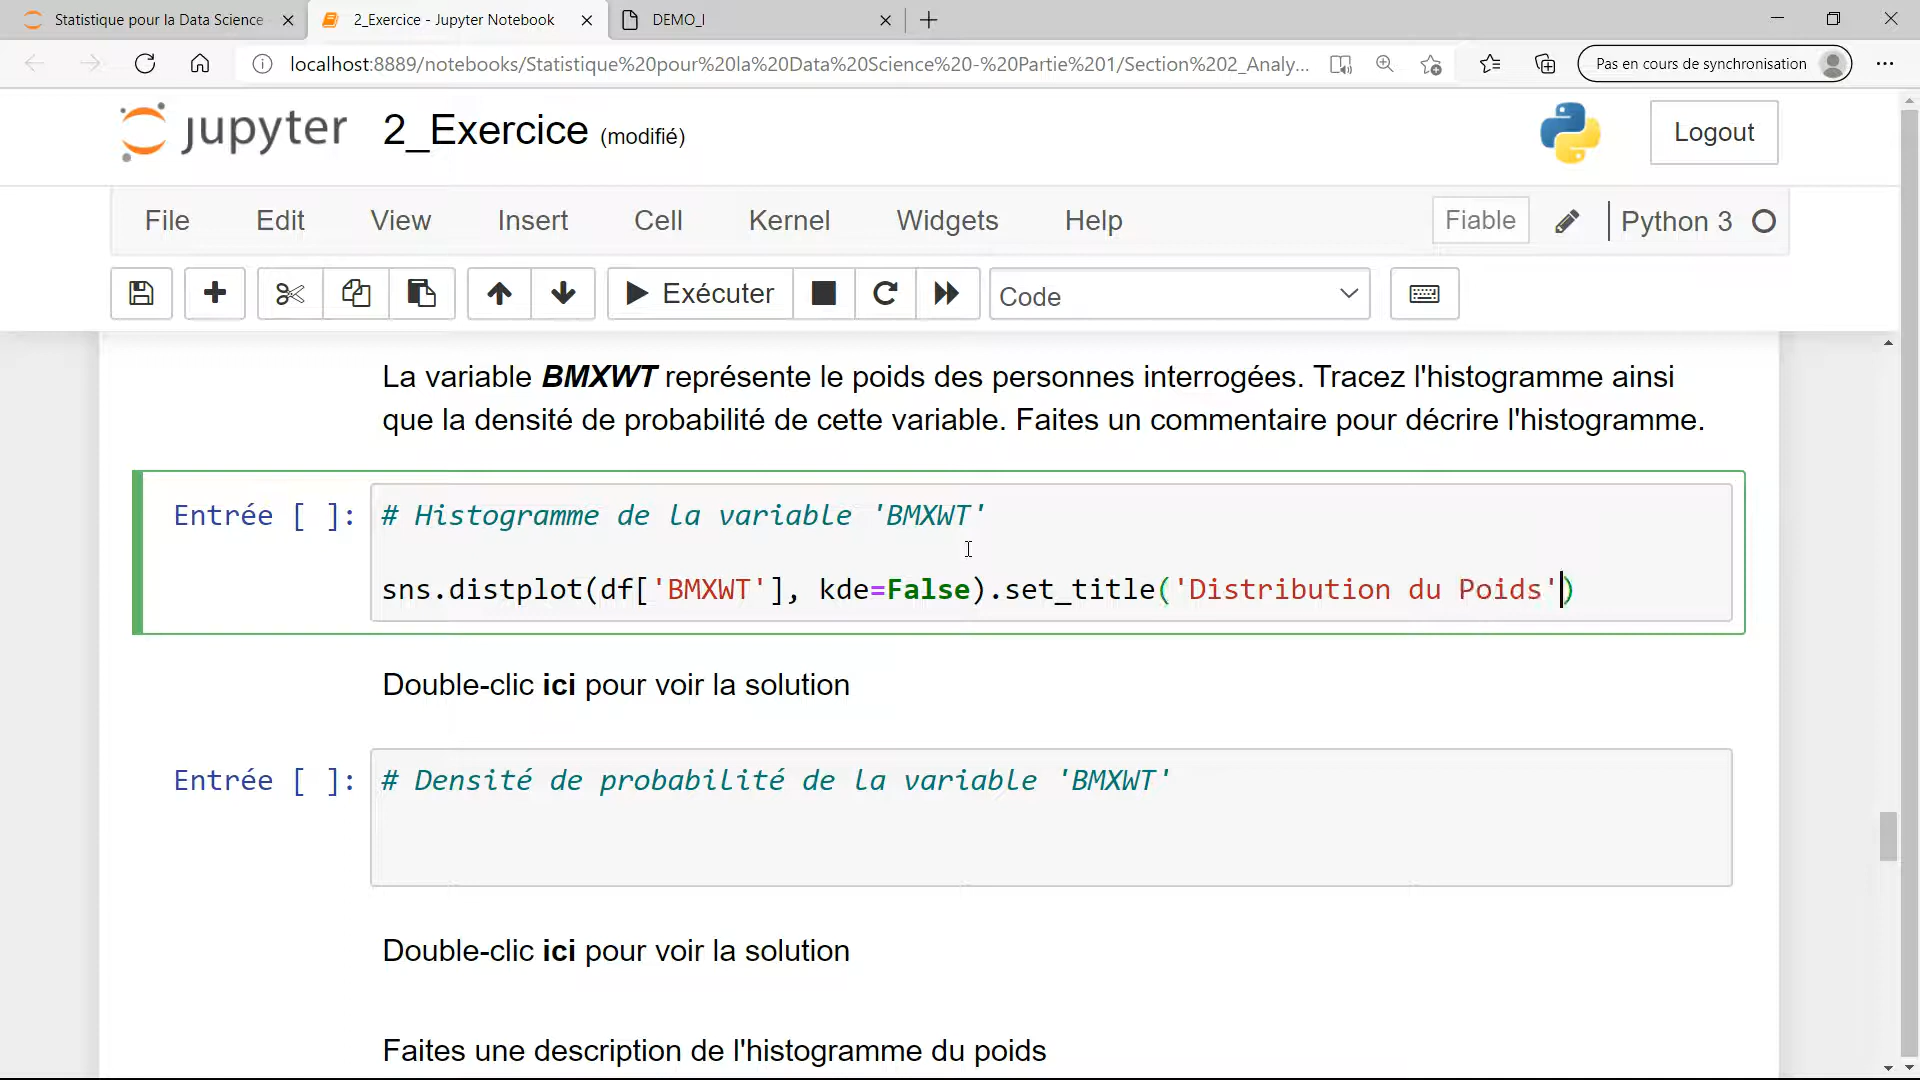 Statistique pour la Data Science
2_Exercice - Jupyter Notebook
DEMO_I
localhost:8889/notebooks/Statistique%20pour%20la%20Data%20Science%20-%20Partie%201/Section%202_Analy...
Pas en cours de synchronisation
jupyter 2_Exercice (modifié)
Logout
File Edit View Insert Cell Kernel Widgets Help
Fiable
Python 3
Exécuter
Code
La variable BMXWT représente le poids des personnes interrogées. Tracez l'histogramme ainsi
que la densité de probabilité de cette variable. Faites un commentaire pour décrire l'histogramme.
Entrée [ ]: # Histogramme de la variable 'BMXWT'
sns.distplot(df['BMXWT'], kde=False).set_title('Distribution du Poids')
Double-clic ici pour voir la solution
Entrée [ ]: # Densité de probabilité de la variable 'BMXWT'
Double-clic ici pour voir la solution
Faites une description de l'histogramme du poids